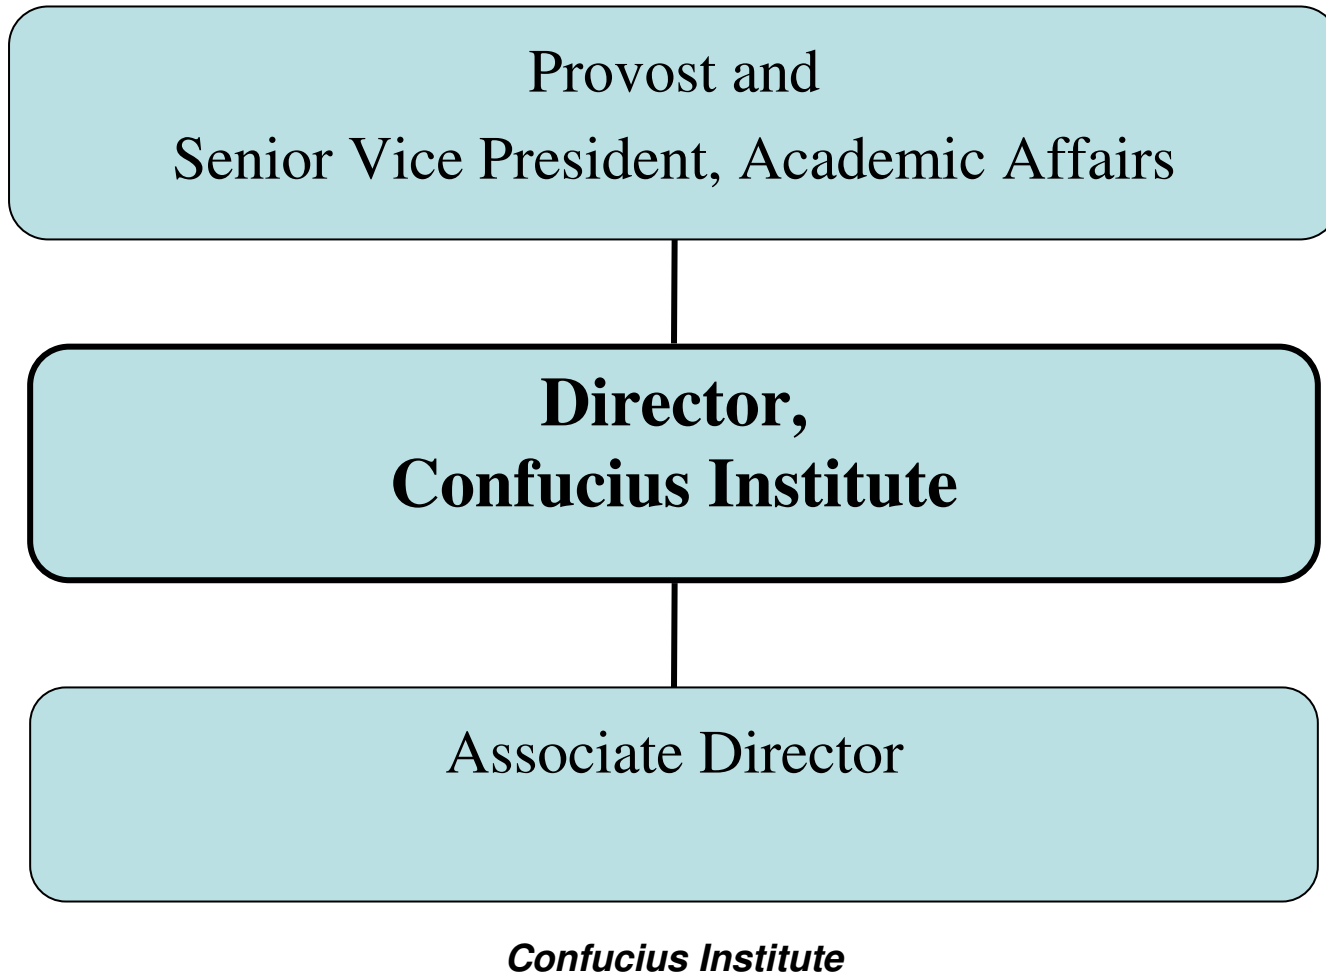 Provost and
Senior Vice President, Academic Affairs
Director,
Confucius Institute
Associate Director
Confucius Institute